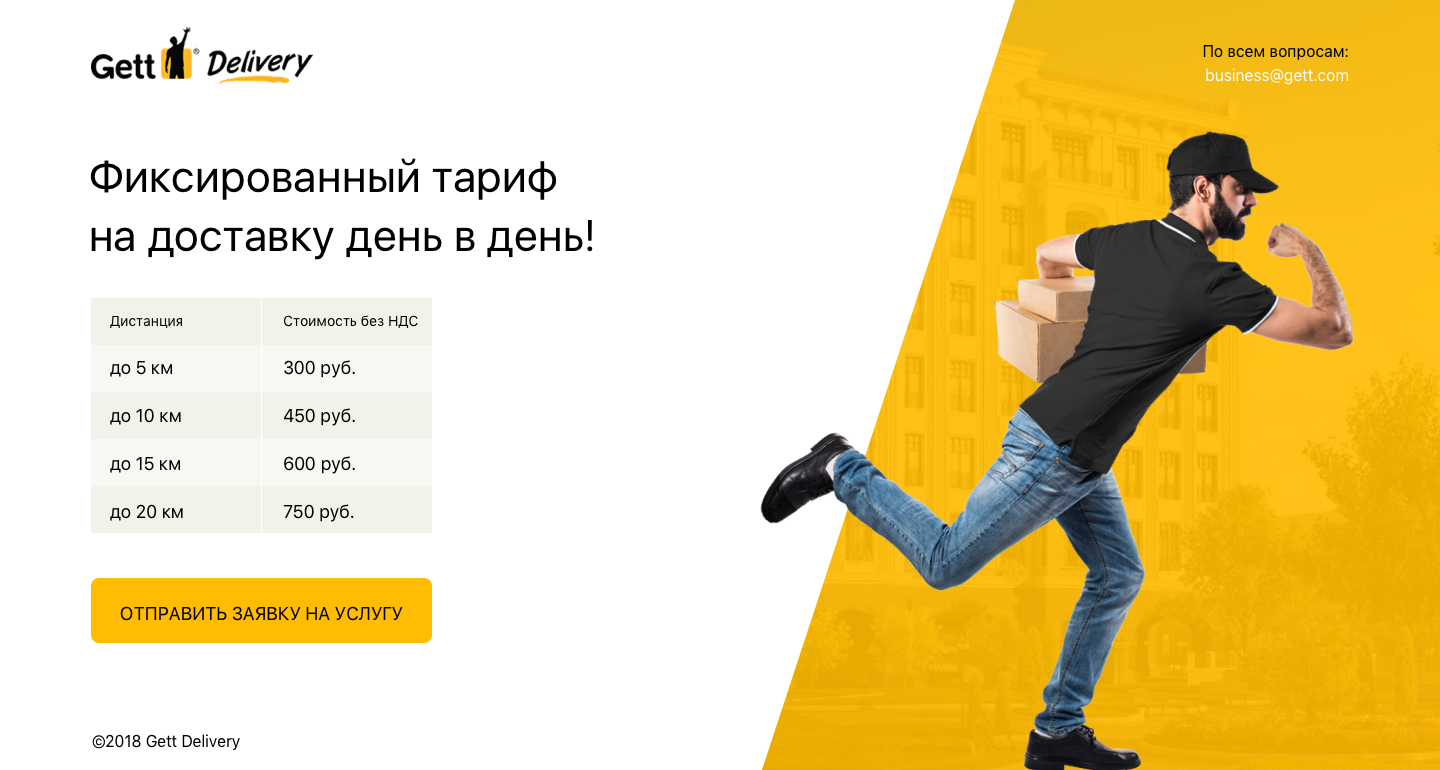 Gett® Delivery
По всем вопросам:
business@gett.com
Фиксированный тариф
на доставку день в день!
Дистанция Стоимость без НДС
до 5 км 300 руб.
до 10 км 450 руб.
до 15 км 600 руб.
до 20 км 750 руб.
ОТПРАВИТЬ ЗАЯВКУ НА УСЛУГУ
©2018 Gett Delivery